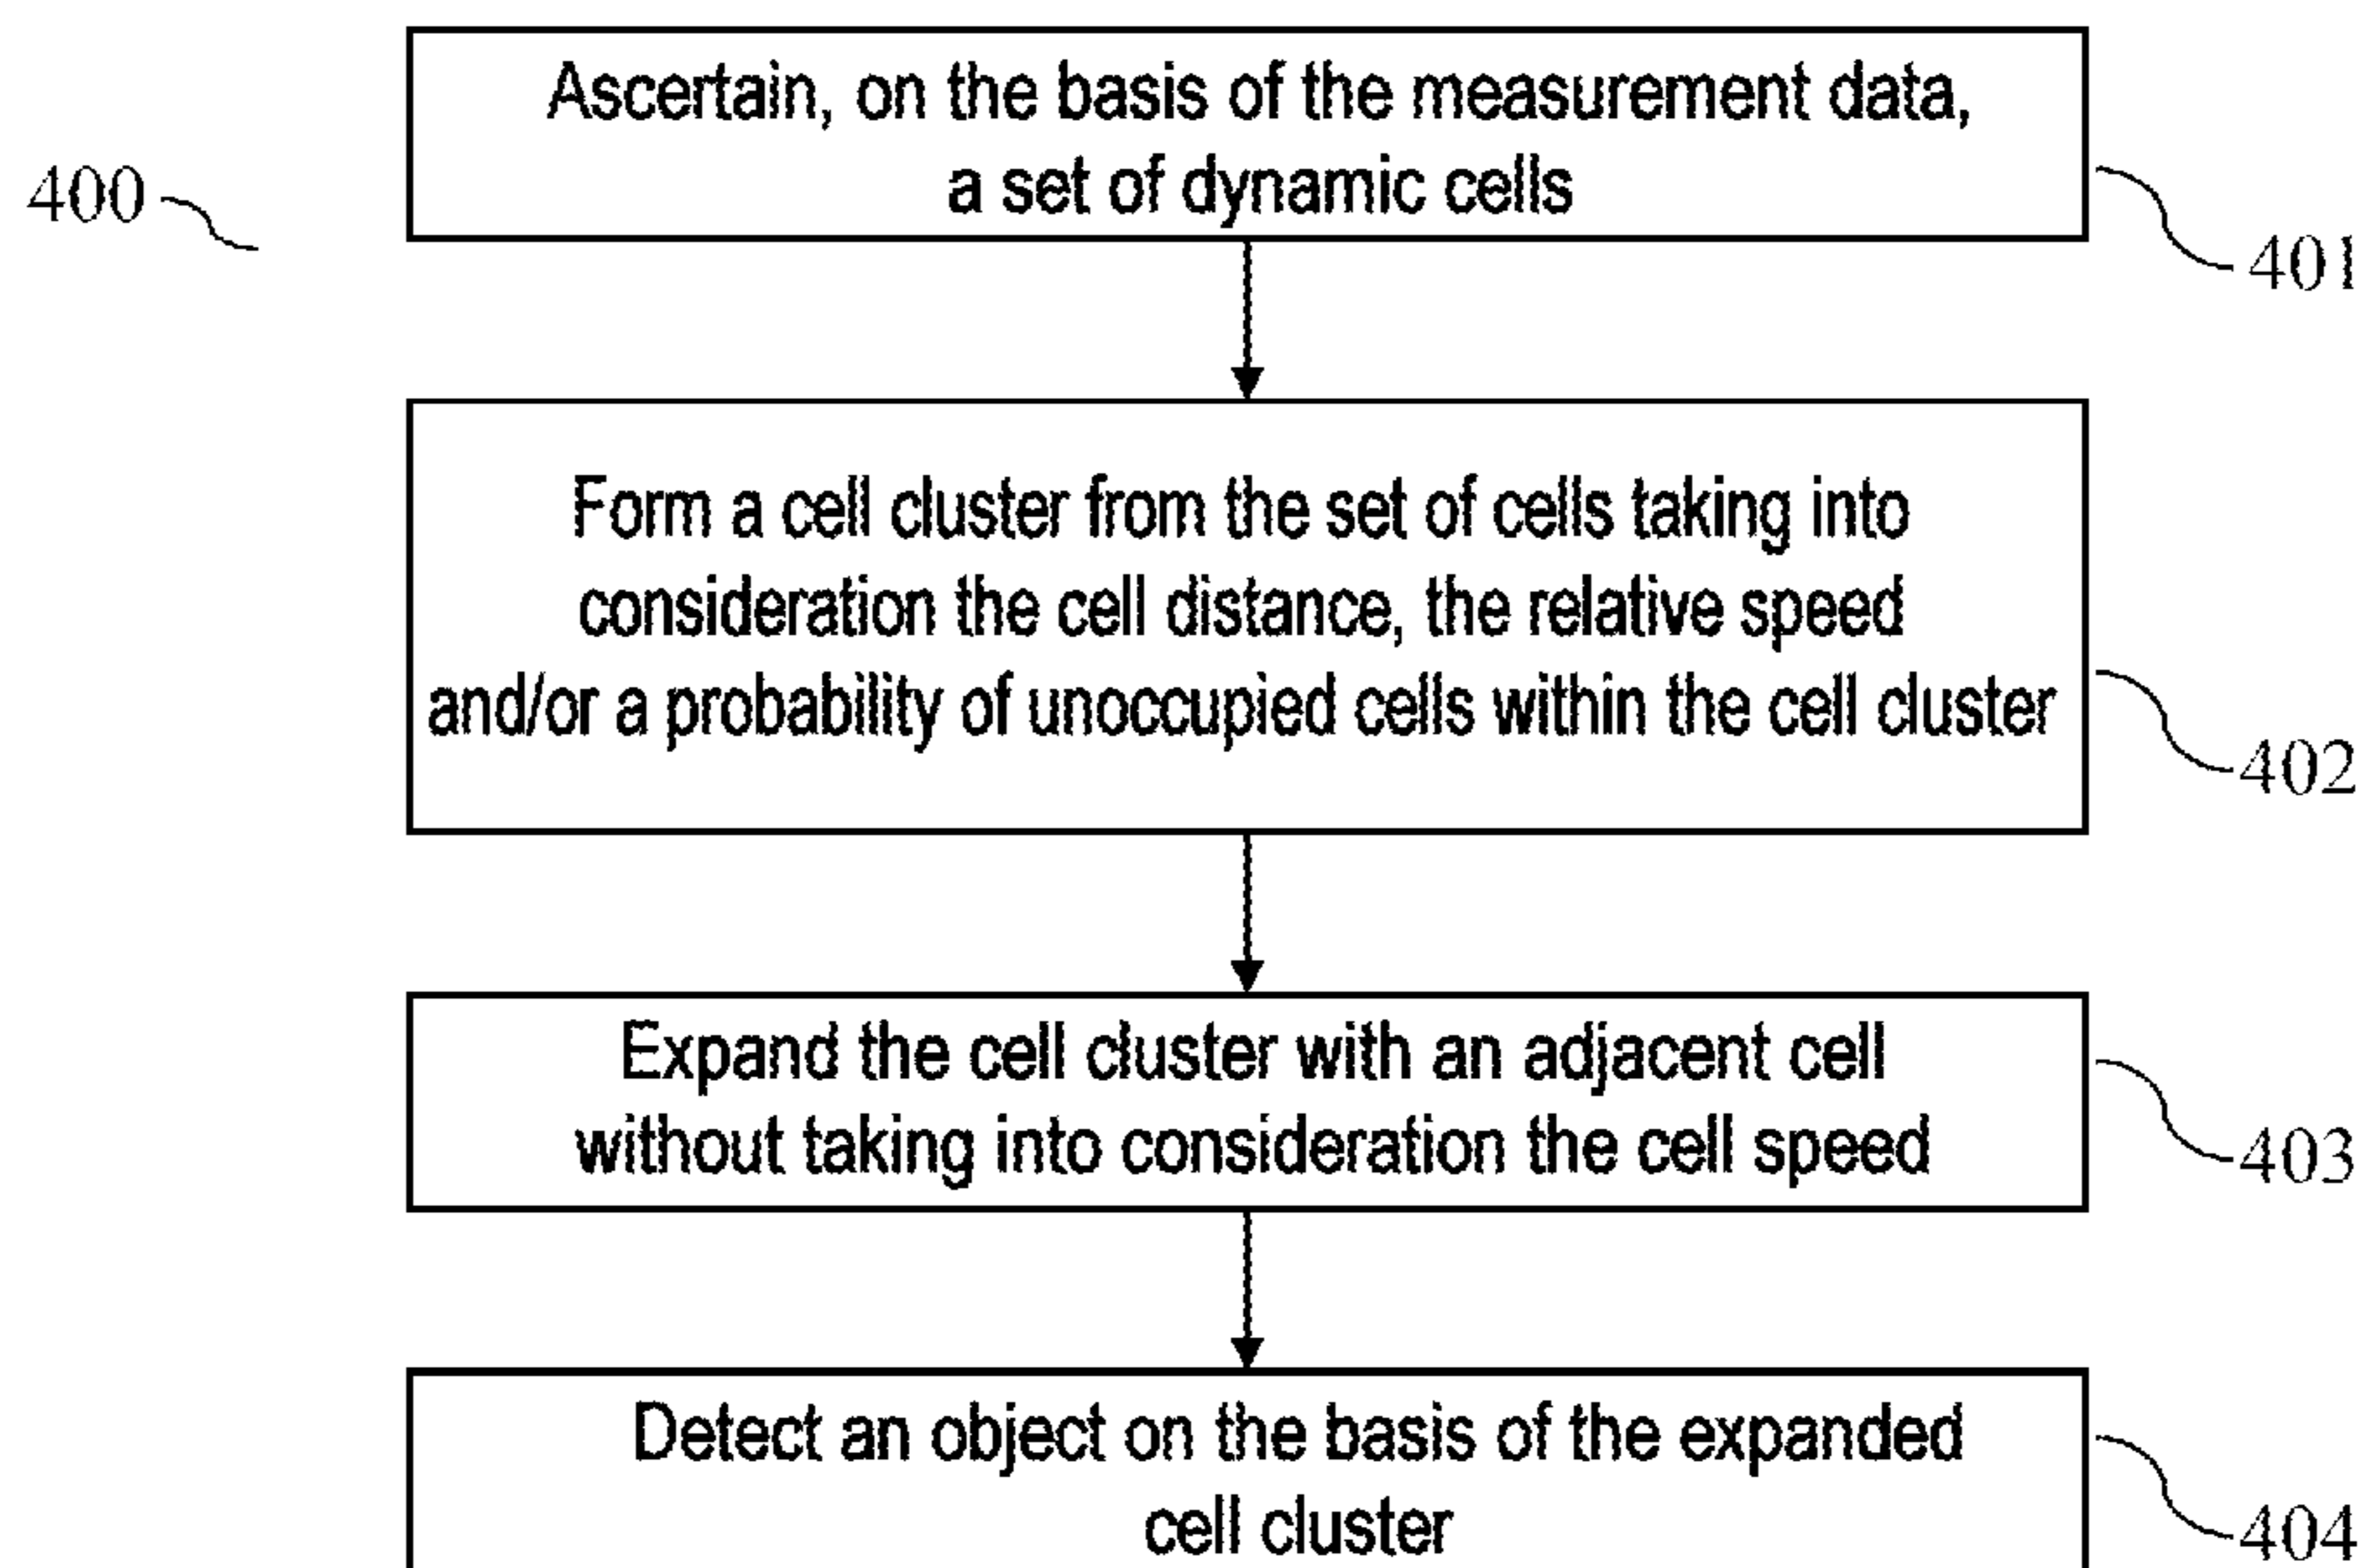 Ascertain, on the basis of the measurement data,
a set of dynamic cells
400
401
Form a cell cluster from the set of cells taking into
consideration the cell distance, the relative speed
and/or a probability of unoccupied cells within the cell cluster
402
Expand the cell cluster with an adjacent cell
without taking into consideration the cell speed
403
Detect an object on the basis of the expanded
cell cluster
404